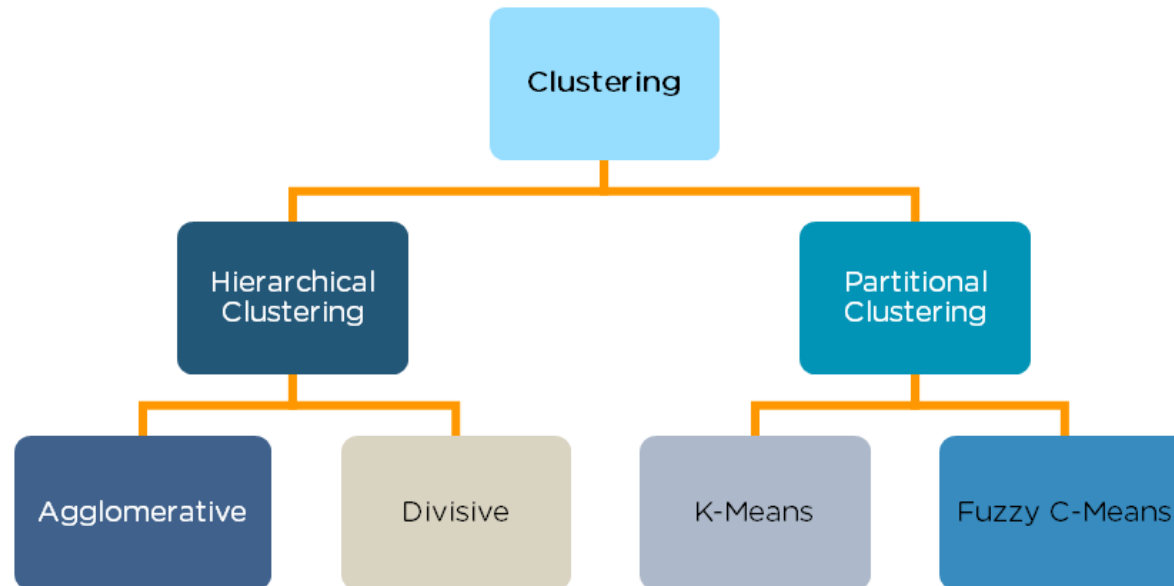 Clustering
Hierarchical
Clustering
Partitional
Clustering
Agglomerative
Divisive
K-Means
Fuzzy C-Means